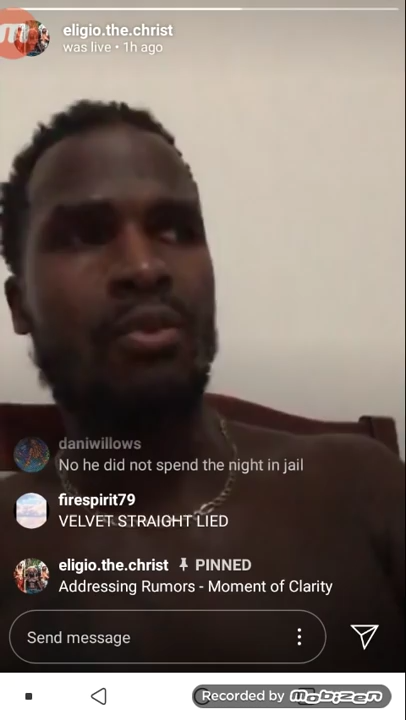 eligio.the.christ
was live • 1h ago
daniwillows
No he did not spend the night in jail
firespirit79
VELVET STRAIGHT LIED
eligio.the.christ PINNED
Addressing Rumors - Moment of Clarity
Send message
Recorded by mobizen